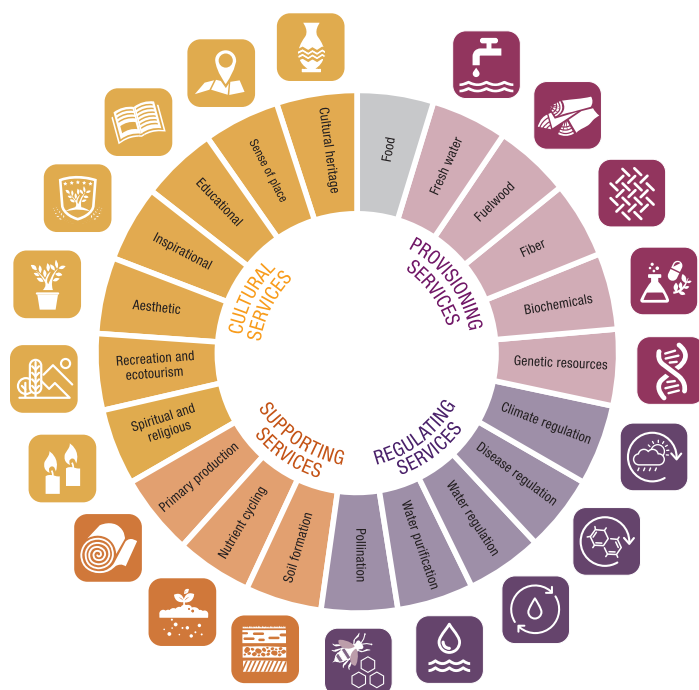 Food
Fresh water
Fuelwood
Fiber
Biochemicals
Genetic resources
Climate regulation
Disease regulation
Water regulation
Water purification
Pollination
Soil formation
Nutrient cycling
Primary production
Spiritual and
religious
Recreation and
ecotourism
Aesthetic
Inspirational
Educational
Sense of place
Cultural heritage
PROVISIONING
SERVICES
REGULATING
SERVICES
SUPPORTING
SERVICES
CULTURAL
SERVICES